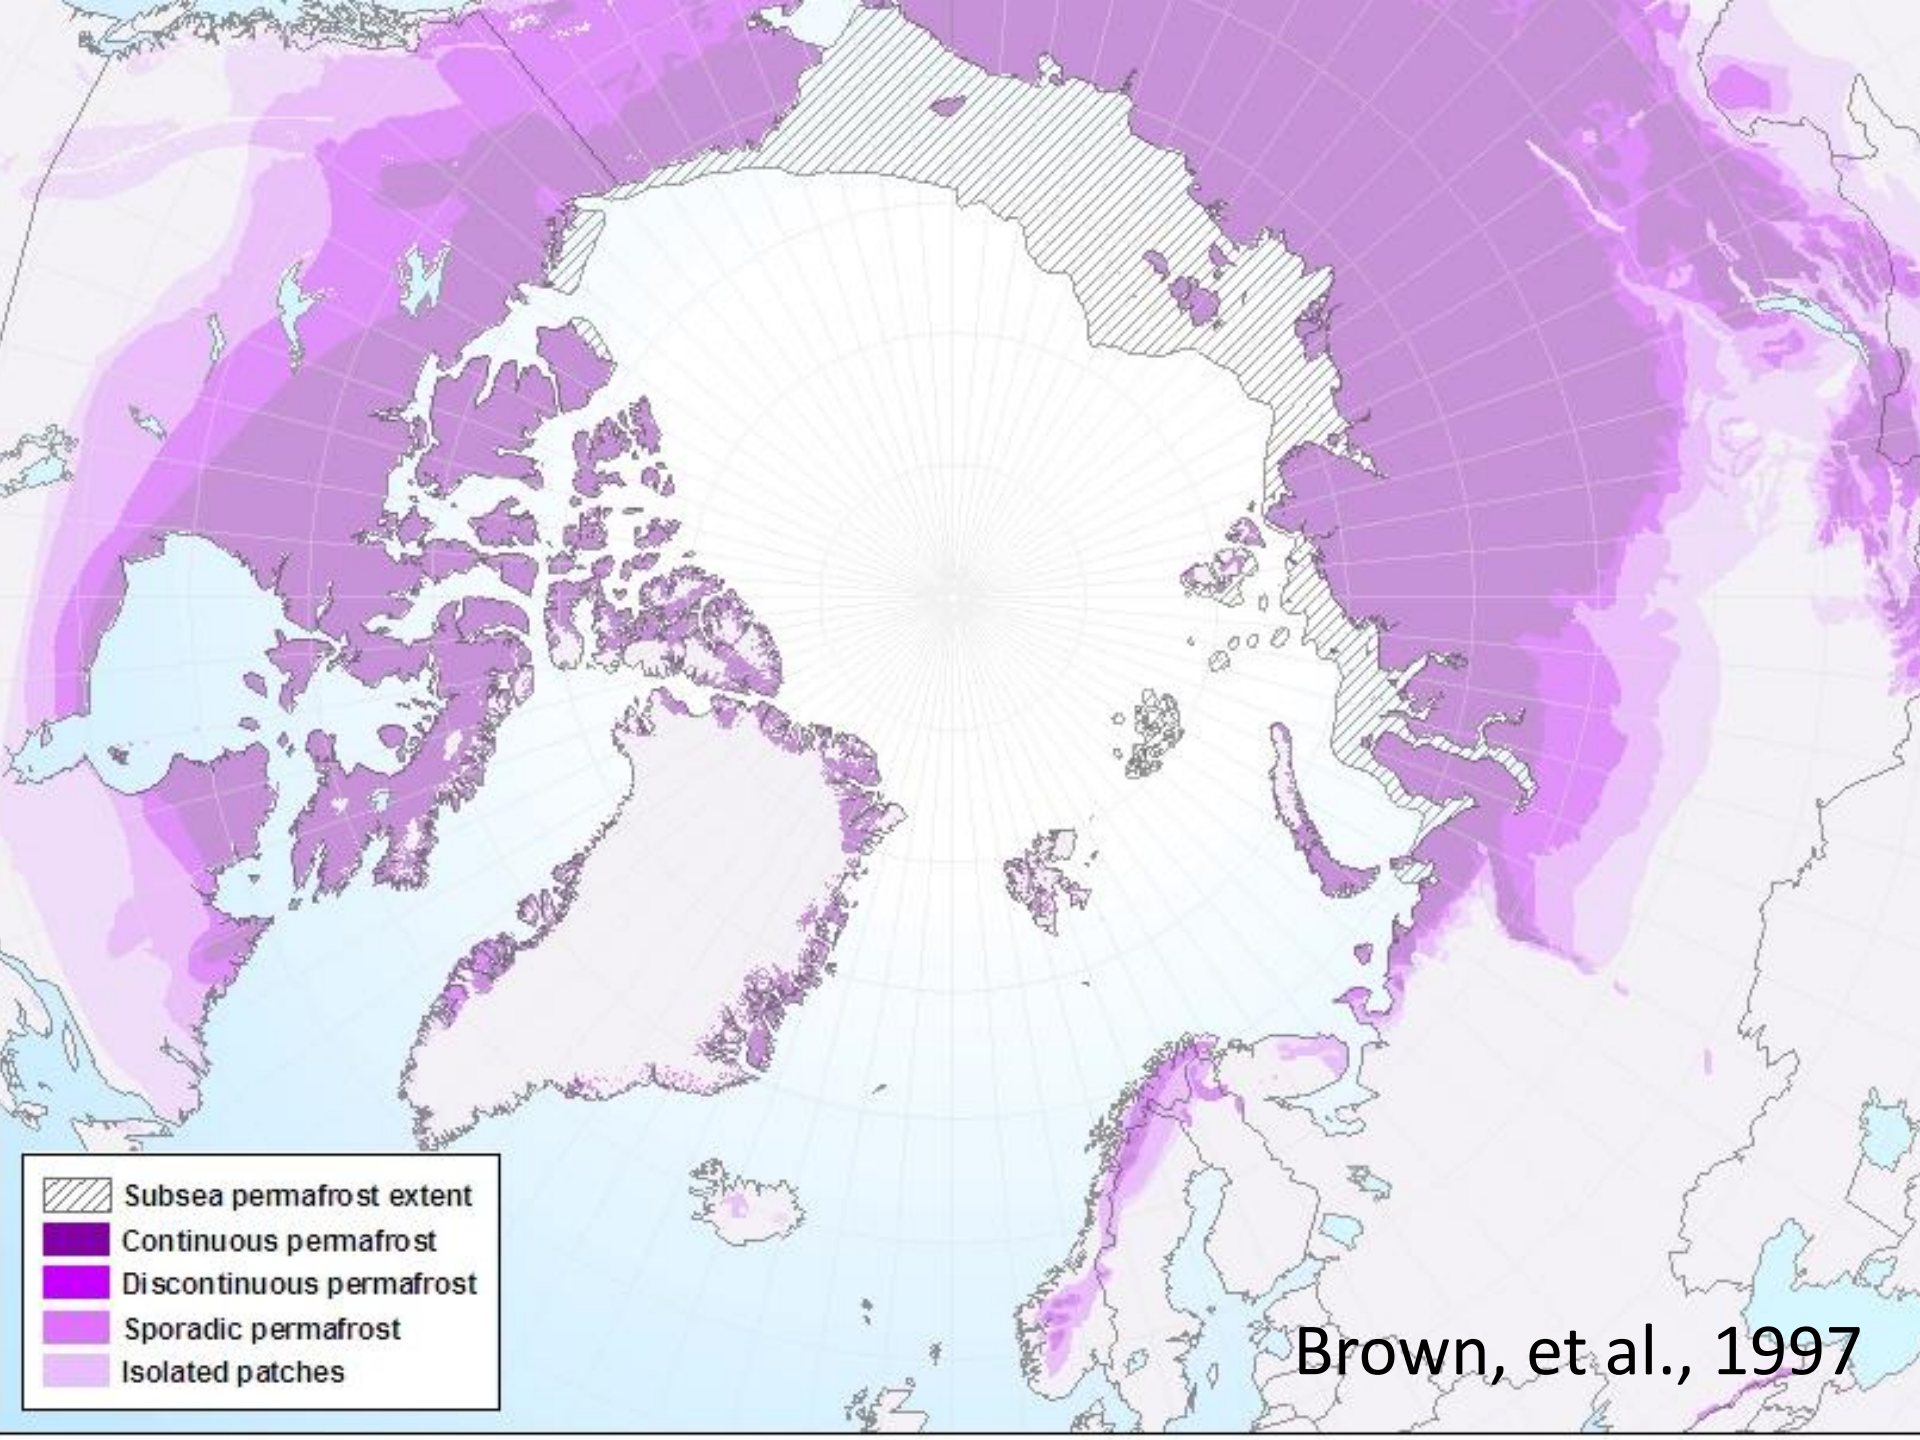 Subsea permafrost extent
Continuous permafrost
Discontinuous permafrost
Sporadic permafrost
Isolated patches
Brown, et al., 1997